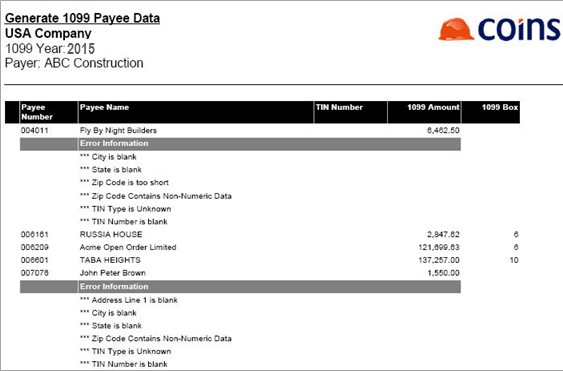 Generate 1099 Payee Data
USA Company
1099 Year:2015
Payer: ABC Construction
coins
Payee Number Payee Name TIN Number 1099 Amount 1099 Box
004011 Fly By Night Builders 6,462.50
Error Information
*** City is blank
*** State is blank
*** Zip Code is too short
*** Zip Code Contains Non-Numeric Data
*** TIN Type is Unknown
*** TIN Number is blank
006161 RUSSIA HOUSE 2,847.62 6
006209 Acme Open Order Limited 121,699.63 6
006601 TABA HEIGHTS 137,257.00 10
007076 John Peter Brown 1,550.00
Error Information
*** Address Line 1 is blank
*** City is blank
*** State is blank
*** Zip Code Contains Non-Numeric Data
*** TIN Type is Unknown
*** TIN Number is blank